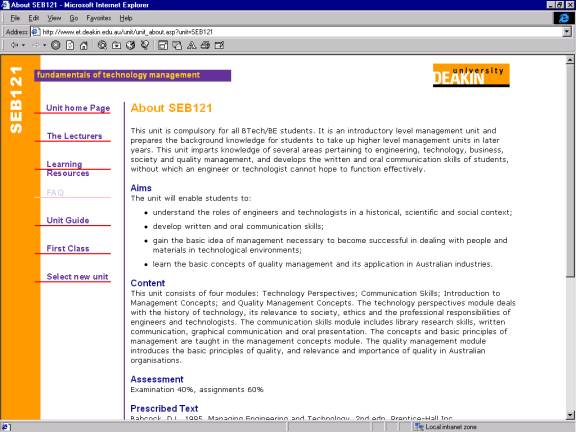 About SEB121 - Microsoft Internet Explorer
File Edit View Go Favorites Help
Address http://www.et.deakin.edu.au/unit/unit_about.asp?unit=SEB121
SEB121
fundamentals of technology management
university
DEAKIN
Unit home Page
The Lecturers
Learning
Resources
FAQ
Unit Guide
First Class
Select new unit
About SEB121
This unit is compulsory for all BTech/BE students. It is an introductory level management unit and
prepares the background knowledge for students to take up higher level management units in later
years. This unit imparts knowledge of several areas pertaining to engineering, technology, business,
society and quality management, and develops the written and oral communication skills of students,
without which an engineer or technologist cannot hope to function effectively.
Aims
The unit will enable students to:
• understand the roles of engineers and technologists in a historical, scientific and social context;
• develop written and oral communication skills;
• gain the basic idea of management necessary to become successful in dealing with people and
materials in technological environments;
• learn the basic concepts of quality management and its application in Australian industries.
Content
This unit consists of four modules: Technology Perspectives; Communication Skills; Introduction to
Management Concepts; and Quality Management Concepts. The technology perspectives module deals
with the history of technology, its relevance to society, ethics and the professional responsibilities of
engineers and technologists. The communication skills module includes library research skills, written
communication, graphical communication and oral presentation. The concepts and basic principles of
management are taught in the management concepts module. The quality management module
introduces the basic principles of quality, and relevance and importance of quality in Australian
organisations.
Assessment
Examination 40%, assignments 60%
Prescribed Text
Babcock, D.L. 1995, Managing Engineering and Technology, 2nd edn, Prentice-Hall Inc
Local intranet zone